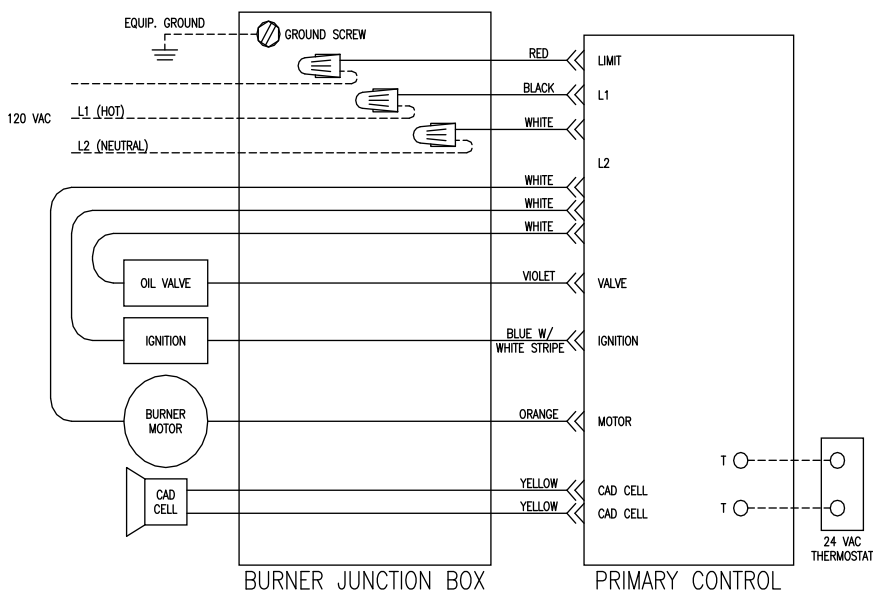 EQUIP. GROUND
GROUND SCREW
RED
LIMIT
BLACK
L1
120 VAC
L1 (HOT)
WHITE
L2 (NEUTRAL)
L2
WHITE
WHITE
WHITE
OIL VALVE
VIOLET
VALVE
IGNITION
BLUE W/
WHITE STRIPE
IGNITION
BURNER
MOTOR
ORANGE
MOTOR
T
CAD
CELL
YELLOW
CAD CELL
YELLOW
CAD CELL
T
24 VAC
THERMOSTAT
BURNER JUNCTION BOX
PRIMARY CONTROL